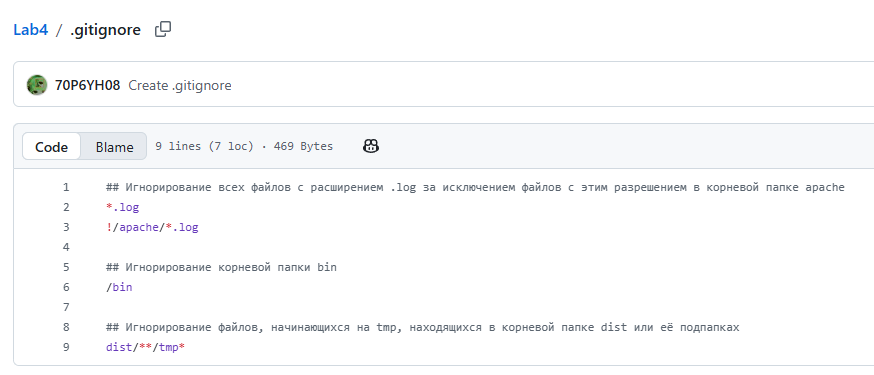 Lab4 / .gitignore
70P6YH08 Create .gitignore
Code Blame 9 lines (7 loc) · 469 Bytes
1 ## Игнорирование всех файлов с расширением .log за исключением файлов с этим разрешением в корневой папке apache
2 *.log
3 !/apache/*.log
4
5 ## Игнорирование корневой папки bin
6 /bin
7
8 ## Игнорирование файлов, начинающихся на tmp, находящихся в корневой папке dist или её подпапках
9 dist/**/tmp*